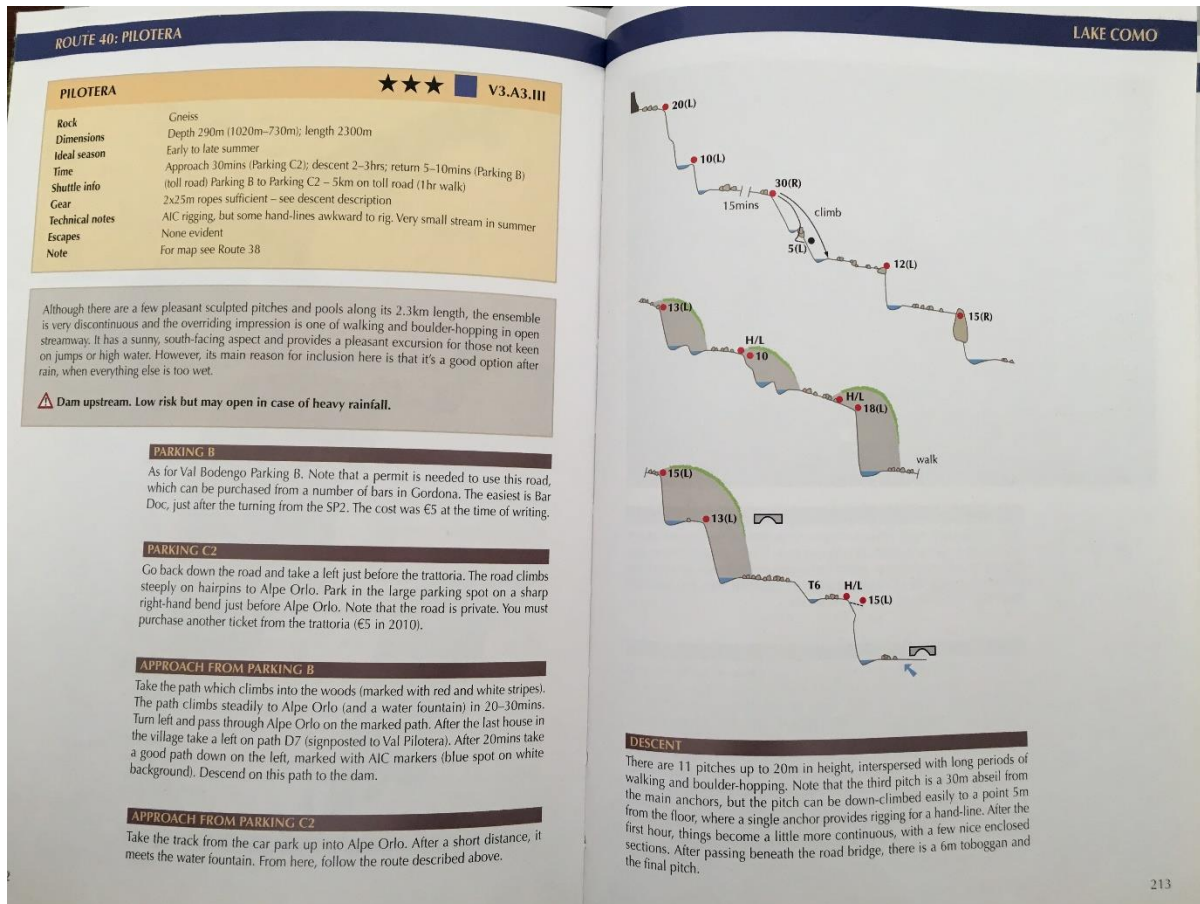 ROUTE 40: PILOTERA
PILOTERA
V3.A3.III
Rock Gneiss
Dimensions Depth 290m (1020m–730m); length 2300m
Ideal season Early to late summer
Time Approach 30mins (Parking C2); descent 2–3hrs; return 5–10mins (Parking B)
Shuttle info (toll road) Parking B to Parking C2 – 5km on toll road (1hr walk)
Gear 2x25m ropes sufficient – see descent description
Technical notes AIC rigging, but some hand-lines awkward to rig. Very small stream in summer
Escapes None evident
Note For map see Route 38
Although there are a few pleasant sculpted pitches and pools along its 2.3km length, the ensemble
is very discontinuous and the overriding impression is one of walking and boulder-hopping in open
streamway. It has a sunny, south-facing aspect and provides a pleasant excursion for those not keen
on jumps or high water. However, its main reason for inclusion here is that it's a good option after
rain, when everything else is too wet.
Dam upstream. Low risk but may open in case of heavy rainfall.
PARKING B
As for Val Bodengo Parking B. Note that a permit is needed to use this road,
which can be purchased from a number of bars in Gordona. The easiest is Bar
Doc, just after the turning from the SP2. The cost was €5 at the time of writing.
PARKING C2
Go back down the road and take a left just before the trattoria. The road climbs
steeply on hairpins to Alpe Orlo. Park in the large parking spot on a sharp
right-hand bend just before Alpe Orlo. Note that the road is private. You must
purchase another ticket from the trattoria (€5 in 2010).
APPROACH FROM PARKING B
Take the path which climbs into the woods (marked with red and white stripes).
The path climbs steadily to Alpe Orlo (and a water fountain) in 20–30mins.
Turn left and pass through Alpe Orlo on the marked path. After the last house in
the village take a left on path D7 (signposted to Val Pilotera). After 20mins take
a good path down on the left, marked with AIC markers (blue spot on white
background). Descend on this path to the dam.
APPROACH FROM PARKING C2
Take the track from the car park up into Alpe Orlo. After a short distance, it
meets the water fountain. From here, follow the route described above.
LAKE COMO
20(L)
10(L)
30(R)
15mins
climb
5(L)
12(L)
15(R)
13(L)
H/L
10
H/L
18(L)
walk
15(L)
13(L)
T6
H/L
15(L)
DESCENT
There are 11 pitches up to 20m in height, interspersed with long periods of
walking and boulder-hopping. Note that the third pitch is a 30m abseil from
the main anchors, but the pitch can be down-climbed easily to a point 5m
from the floor, where a single anchor provides rigging for a hand-line. After the
first hour, things become a little more continuous, with a few nice enclosed
sections. After passing beneath the road bridge, there is a 6m toboggan and
the final pitch.
213